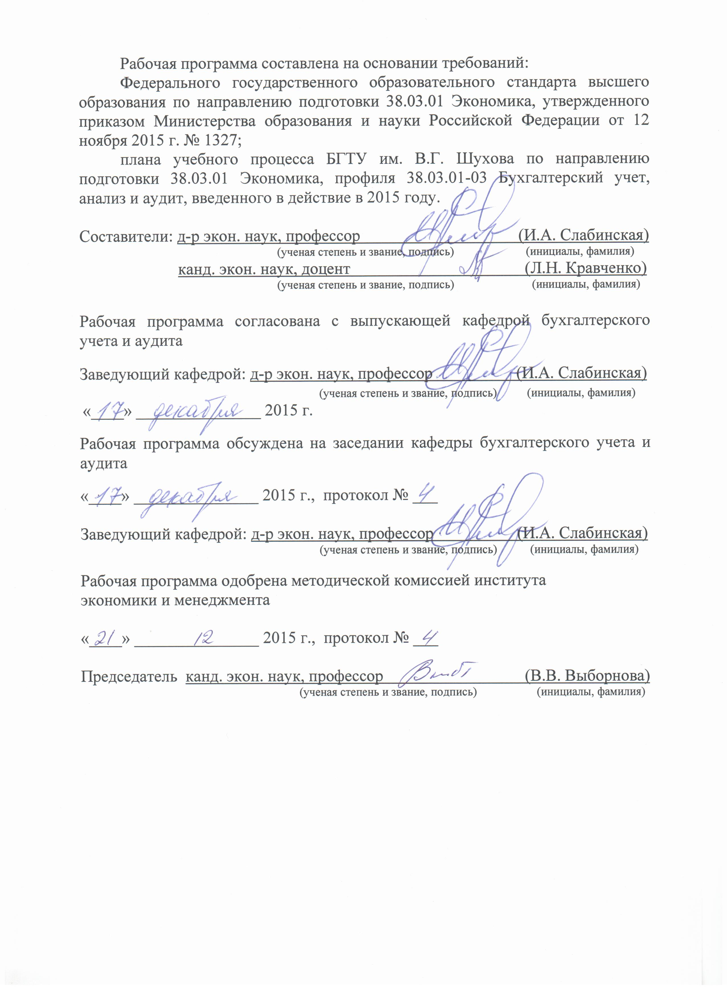 Рабочая программа составлена на основании требований:
Федерального государственного образовательного стандарта высшего
образования по направлению подготовки 38.03.01 Экономика, утвержденного
приказом Министерства образования и науки Российской Федерации от 12
ноября 2015 г. № 1327;
плана учебного процесса БГТУ им. В.Г. Шухова по направлению
подготовки 38.03.01 Экономика, профиля 38.03.01-03 Бухгалтерский учет,
анализ и аудит, введенного в действие в 2015 году.
Составители: д-р экон. наук, профессор (И.А. Слабинская)
(ученая степень и звание, подпись) (инициалы, фамилия)
канд. экон. наук, доцент (Л.Н. Кравченко)
(ученая степень и звание, подпись) (инициалы, фамилия)
Рабочая программа согласована с выпускающей кафедрой бухгалтерского
учета и аудита
Заведующий кафедрой: д-р экон. наук, профессор (И.А. Слабинская)
(ученая степень и звание, подпись) (инициалы, фамилия)
«17» декабря 2015 г.
Рабочая программа обсуждена на заседании кафедры бухгалтерского учета и
аудита
«17» декабря 2015 г., протокол № 4
Заведующий кафедрой: д-р экон. наук, профессор (И.А. Слабинская)
(ученая степень и звание, подпись) (инициалы, фамилия)
Рабочая программа одобрена методической комиссией института
экономики и менеджмента
«21» 12 2015 г., протокол № 4
Председатель канд. экон. наук, профессор (В.В. Выборнова)
(ученая степень и звание, подпись) (инициалы, фамилия)